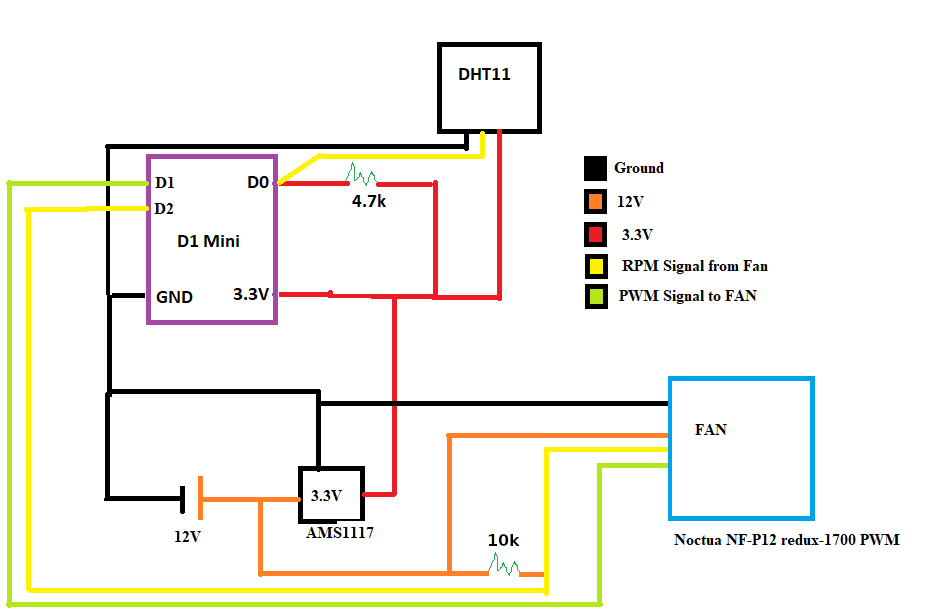 DHT11
Ground
D1
D0
12V
4.7k
D2
3.3V
D1 Mini
RPM Signal from Fan
GND
3.3V
PWM Signal to FAN
FAN
3.3V
12V
AMS1117
10k
Noctua NF-P12 redux-1700 PWM